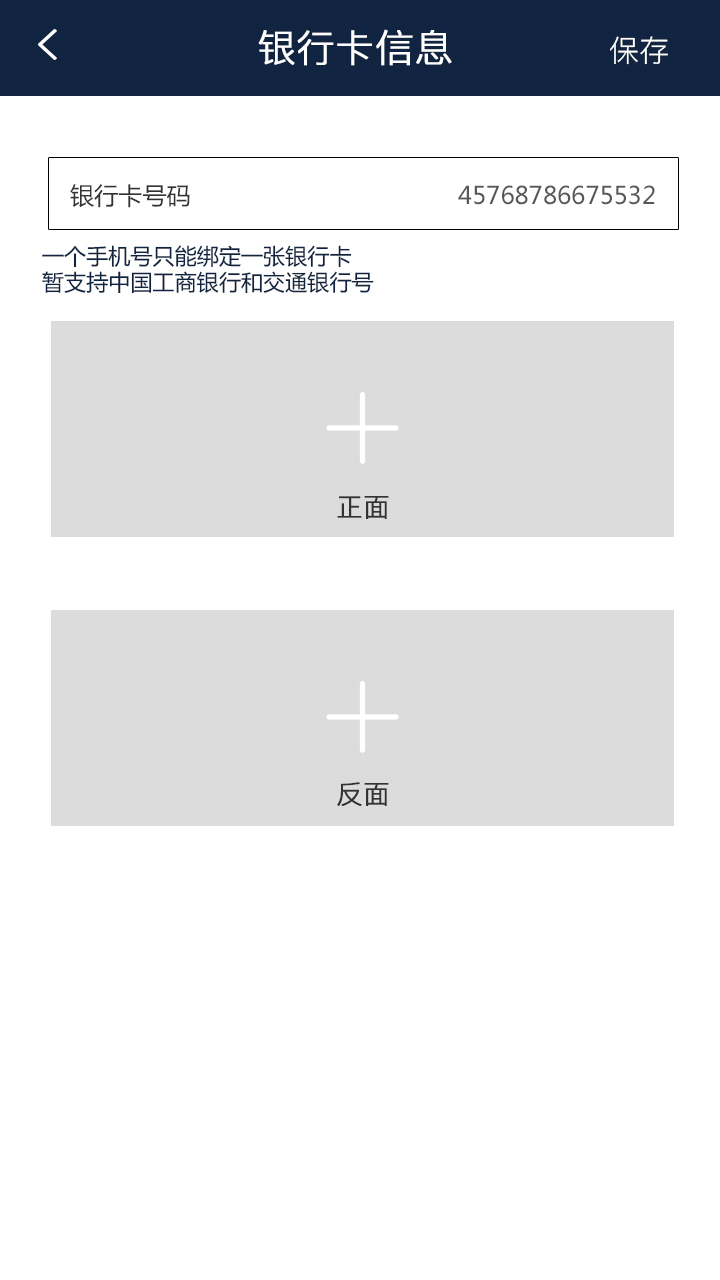 银行卡信息
保存
银行卡号码 45768786675532
一个手机号只能绑定一张银行卡
暂支持中国工商银行和交通银行号
正面
反面